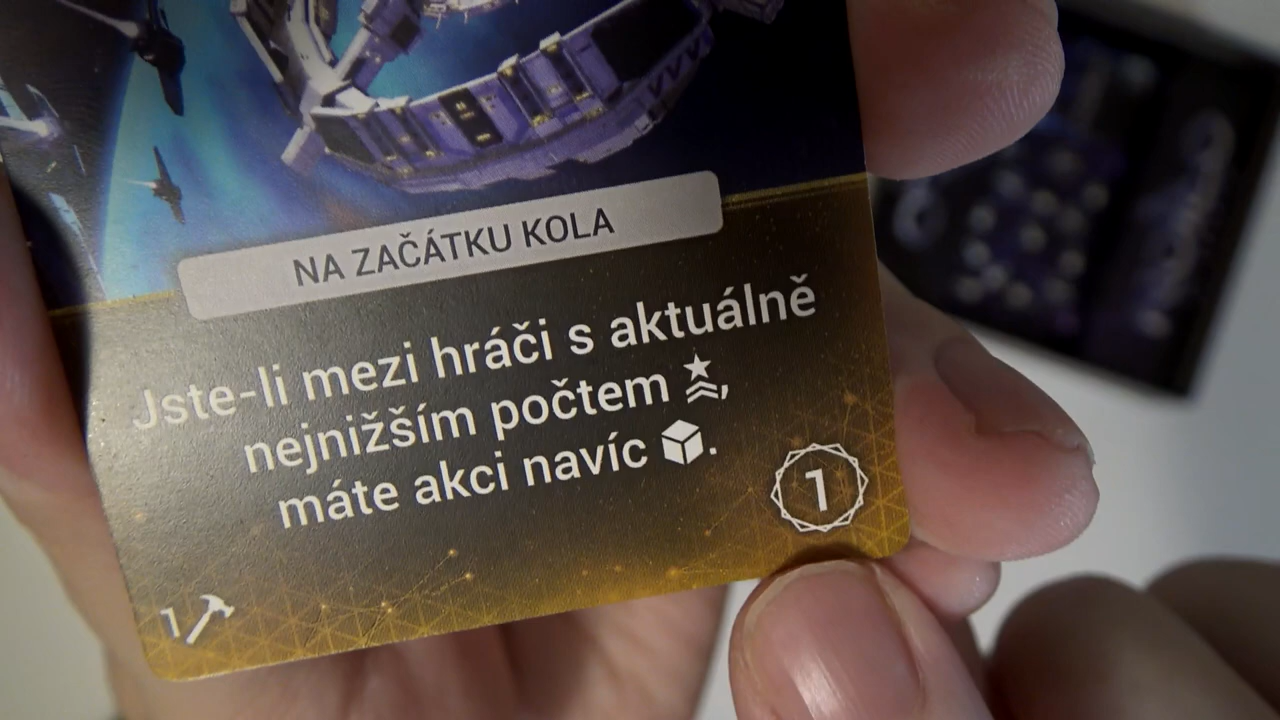 NA ZAČÁTKU KOLA
Jste-li mezi hráči s aktuálně
nejnižším počtem ,
máte akci navíc .
1
1